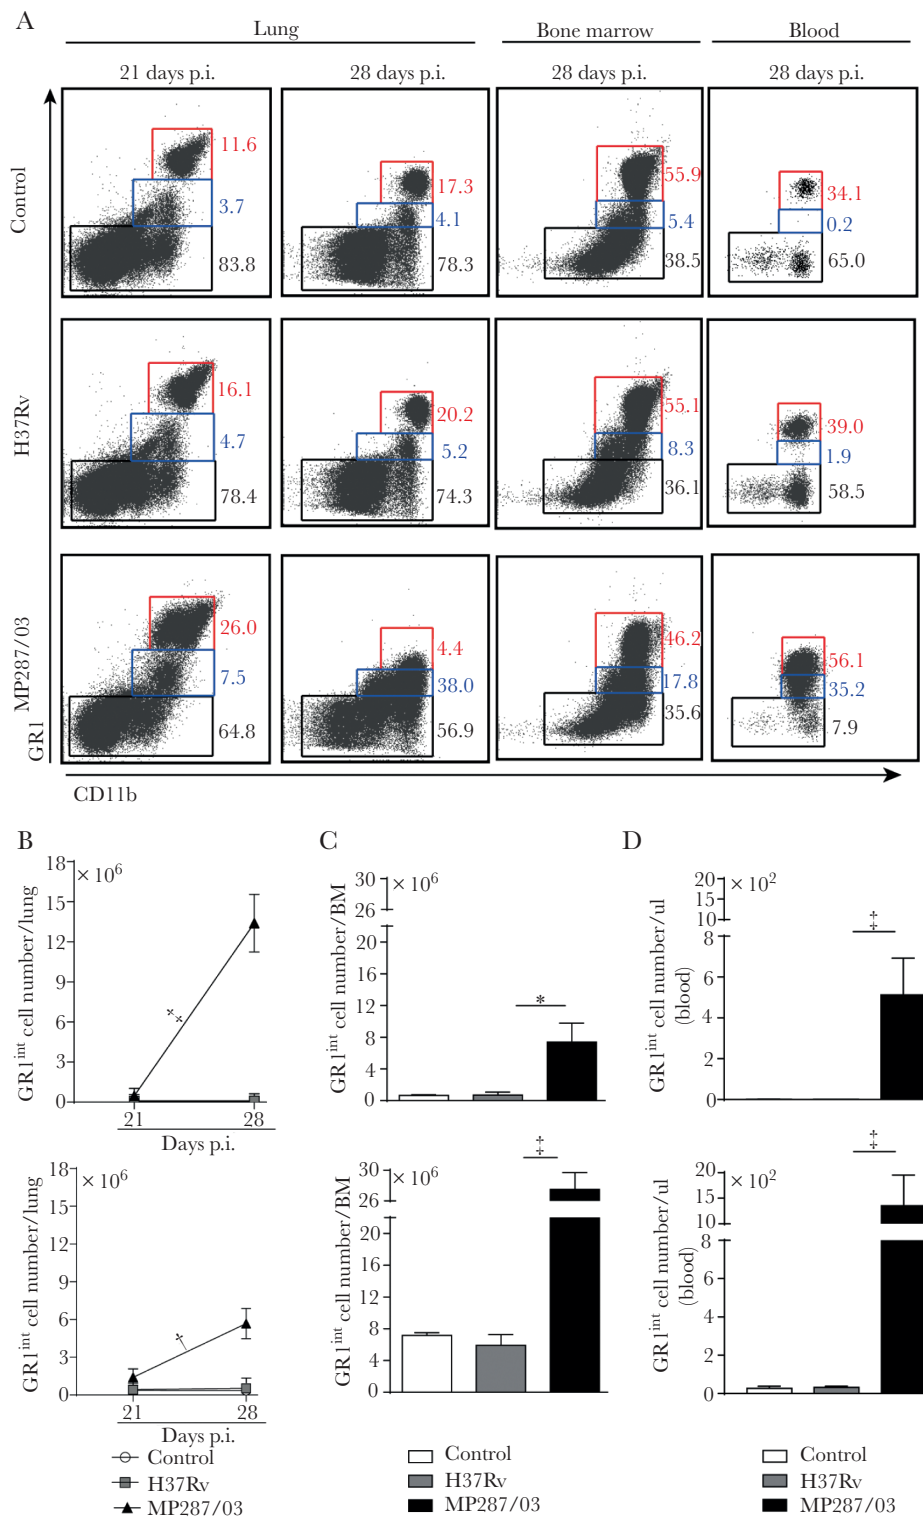 A
Lung
Bone marrow
Blood
21 days p.i.
28 days p.i.
28 days p.i.
28 days p.i.
Control
11.6
3.7
83.8
17.3
4.1
78.3
55.9
5.4
38.5
34.1
0.2
65.0
H37Rv
16.1
4.7
78.4
20.2
5.2
74.3
55.1
8.3
36.1
39.0
1.9
58.5
MP287/03
26.0
7.5
64.8
4.4
38.0
56.9
46.2
17.8
35.6
56.1
35.2
7.9
GR1
CD11b
B
GR1^int cell number/lung
× 10^6
18
15
12
9
6
3
0
‡
21
28
Days p.i.
GR1^int cell number/lung
× 10^6
18
15
12
9
6
3
0
†
21
28
Days p.i.
Control
H37Rv
MP287/03
C
GR1^int cell number/BM
× 10^6
30
26
22
20
16
12
8
4
0
*
GR1^int cell number/BM
× 10^6
30
26
22
20
16
12
8
4
0
‡
Control
H37Rv
MP287/03
D
GR1^int cell number/ul
(blood)
× 10^2
20
15
10
8
6
4
2
0
‡
GR1^int cell number/ul
(blood)
× 10^2
20
15
10
8
6
4
2
0
‡
Control
H37Rv
MP287/03